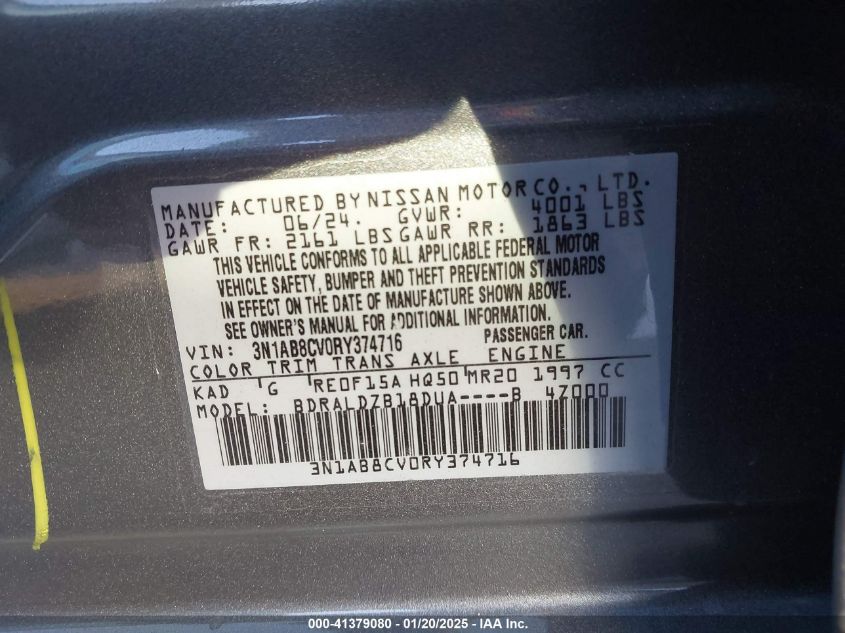 MANUFACTURED BY NISSAN MOTOR CO., LTD.
DATE: 06/24. GVWR: 4001 LBS
GAWR FR: 2161 LBS GAWR RR: 1863 LBS
THIS VEHICLE CONFORMS TO ALL APPLICABLE FEDERAL MOTOR
VEHICLE SAFETY, BUMPER AND THEFT PREVENTION STANDARDS
IN EFFECT ON THE DATE OF MANUFACTURE SHOWN ABOVE.
SEE OWNER'S MANUAL FOR ADDITIONAL INFORMATION.
VIN: 3N1AB8CV0RY374716 PASSENGER CAR.
COLOR TRIM TRANS AXLE ENGINE
KAD G RE0F15A HQ50 MR20 1997 CC
MODEL: BDRALDZB18DUA----B 4Z000
3N1AB8CV0RY374716
000-41379080 - 01/20/2025 - IAA Inc.